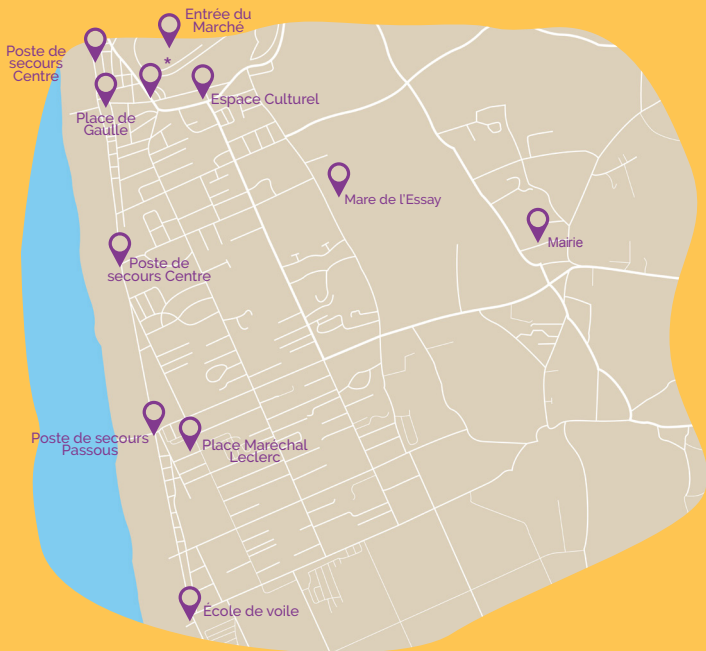 Entrée du
Marché
Poste de
secours
Centre
*
Espace Culturel
Place de
Gaulle
Mare de l'Essay
Mairie
Poste de
secours Centre
Poste de secours
Passous
Place Maréchal
Leclerc
École de voile